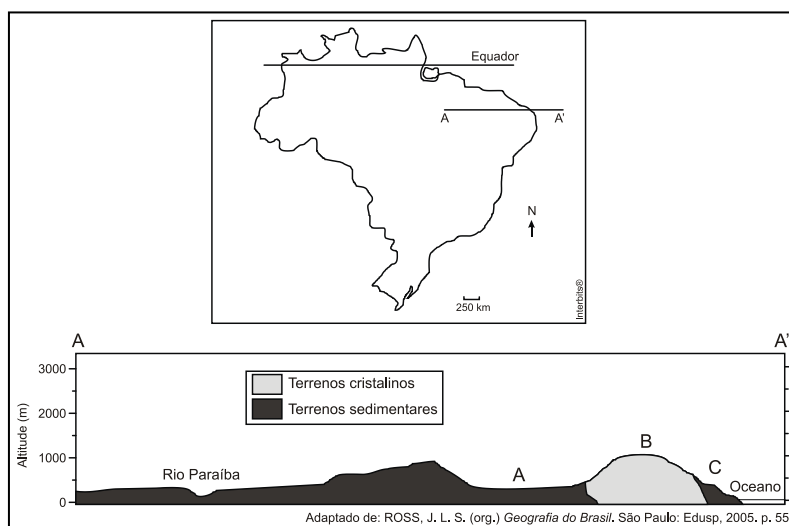 Equador
A A'
N
250 km
Interbits®
A A'
3000
2000
1000
0
Altitude (m)
Terrenos cristalinos
Terrenos sedimentares
Rio Paraíba
A
B
C
Oceano
Adaptado de: ROSS, J. L. S. (org.) Geografia do Brasil. São Paulo: Edusp, 2005. p. 55